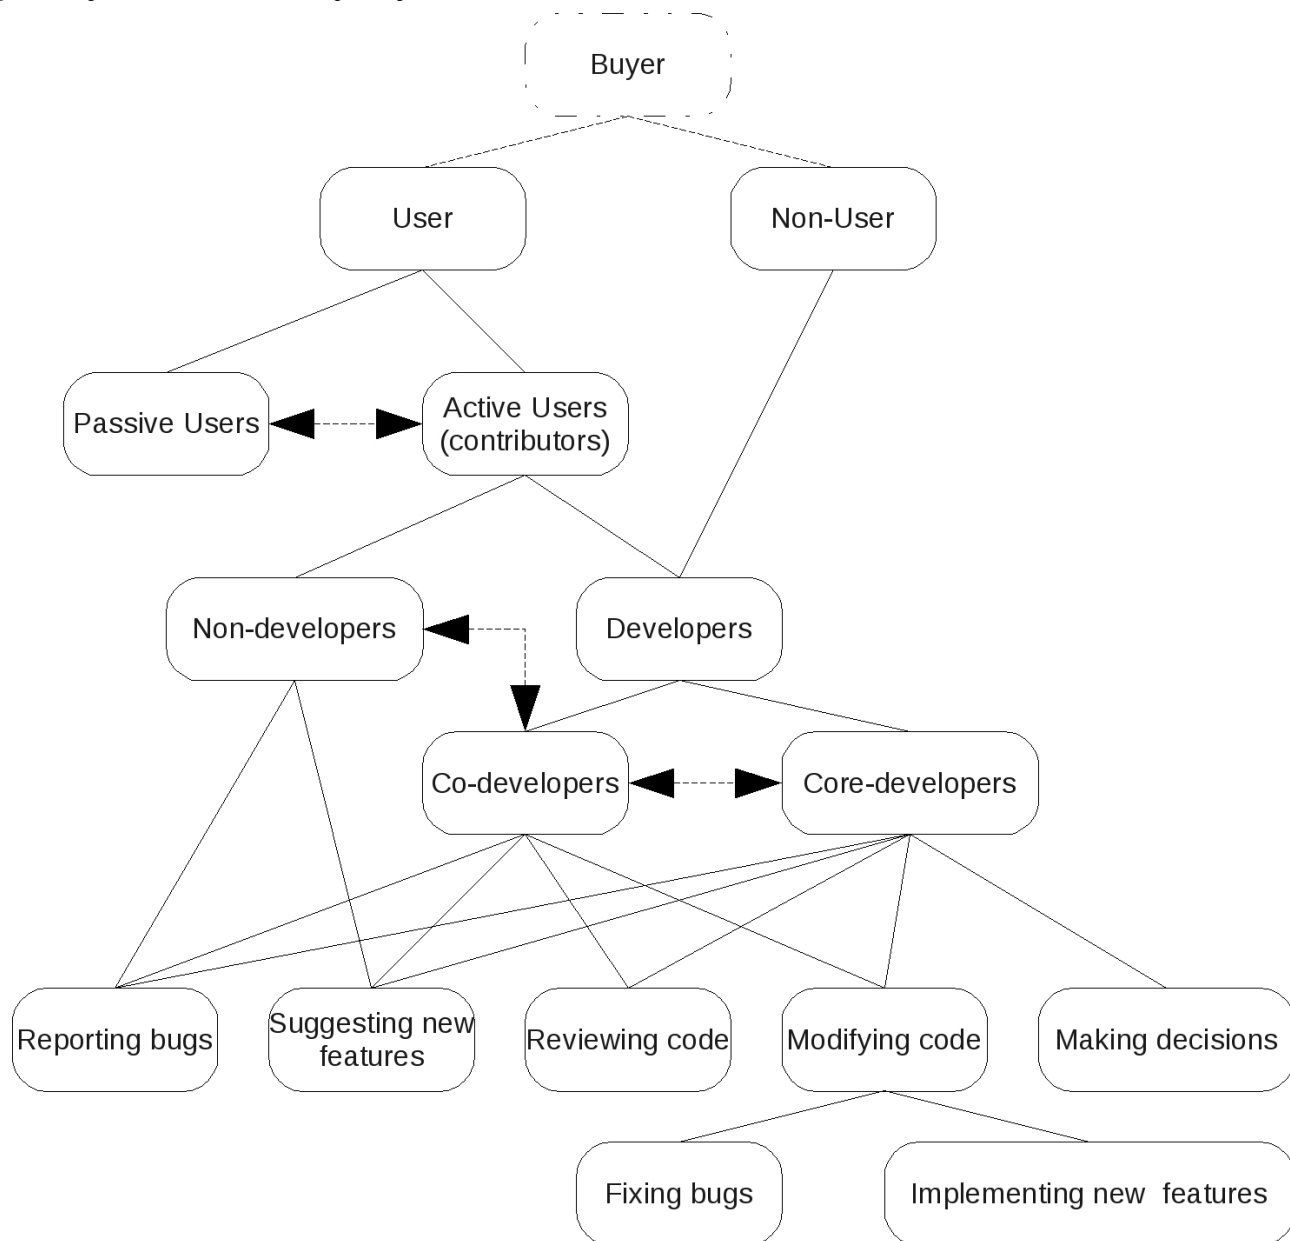 Buyer
User
Non-User
Passive Users
Active Users
(contributors)
Non-developers
Developers
Co-developers
Core-developers
Reporting bugs
Suggesting new
features
Reviewing code
Modifying code
Making decisions
Fixing bugs
Implementing new  features